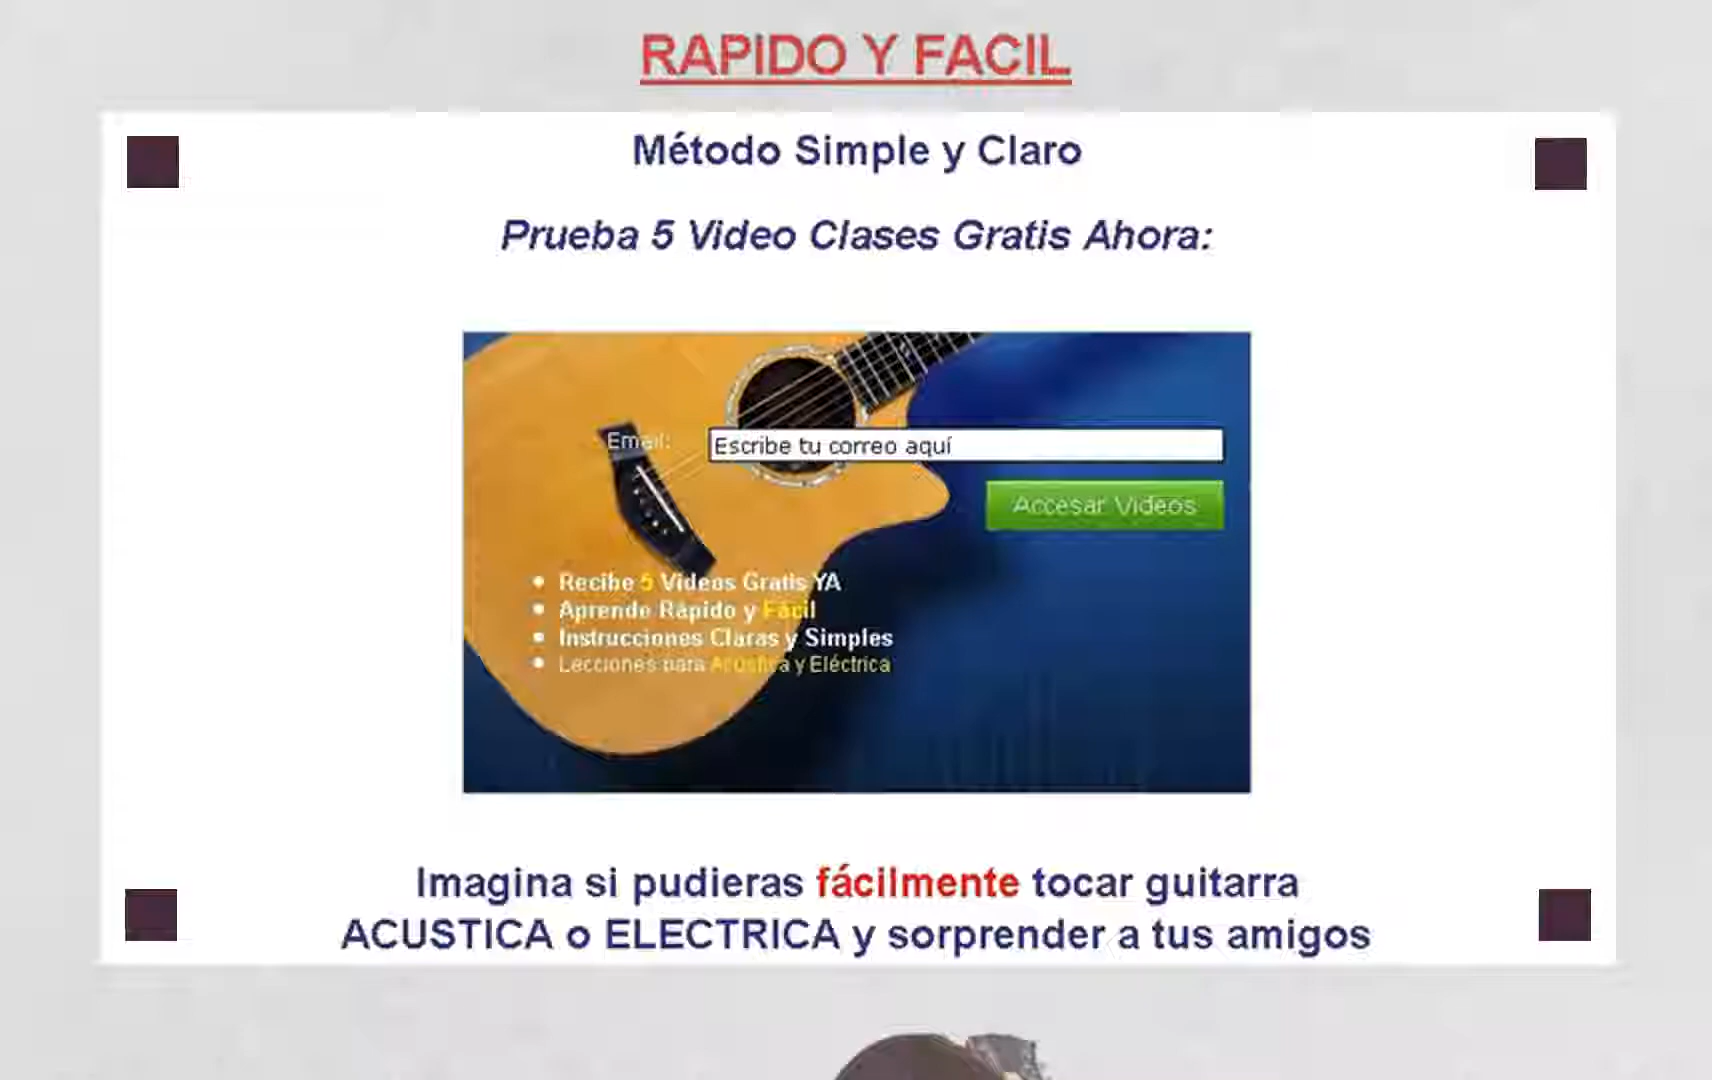 RAPIDO Y FACIL
Método Simple y Claro
Prueba 5 Video Clases Gratis Ahora:
Email:
Escribe tu correo aquí
Accesar Videos
Recibe 5 Videos Gratis YA
Aprende Rápido y Fácil
Instrucciones Claras y Simples
Lecciones para Acústica y Eléctrica
Imagina si pudieras fácilmente tocar guitarra
ACUSTICA o ELECTRICA y sorprender a tus amigos